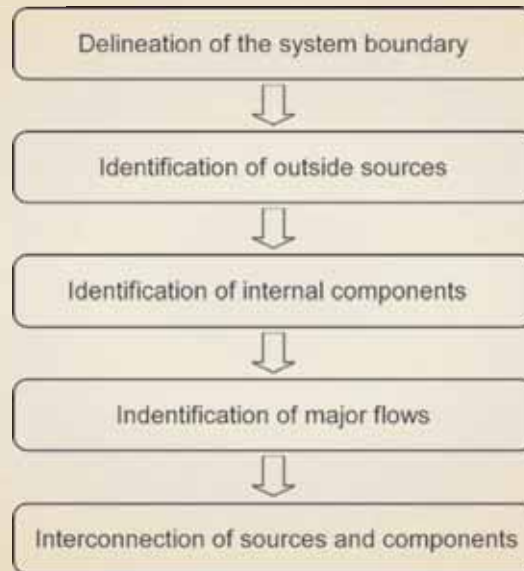 Delineation of the system boundary
Identification of outside sources
Identification of internal components
Indentification of major flows
Interconnection of sources and components